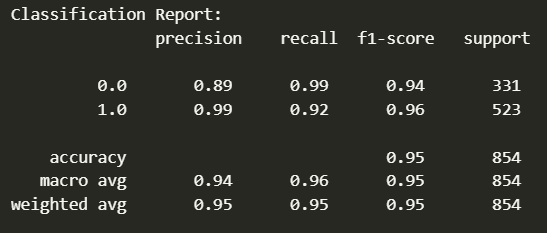 Classification Report:
precision recall f1-score support
0.0 0.89 0.99 0.94 331
1.0 0.99 0.92 0.96 523
accuracy 0.95 854
macro avg 0.94 0.96 0.95 854
weighted avg 0.95 0.95 0.95 854